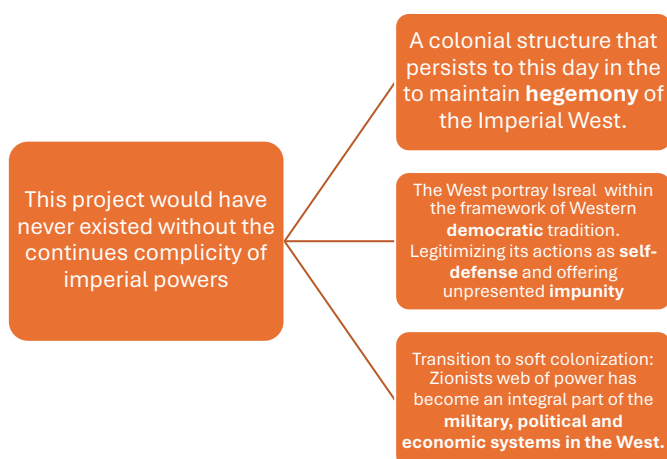 This project would have
never existed without the
continues complicity of
imperial powers
A colonial structure that
persists to this day in the
to maintain hegemony of
the Imperial West.
The West portray Isreal within
the framework of Western
democratic tradition.
Legitimizing its actions as self-
defense and offering
unpresented impunity
Transition to soft colonization:
Zionists web of power has
become an integral part of the
military, political and
economic systems in the West.